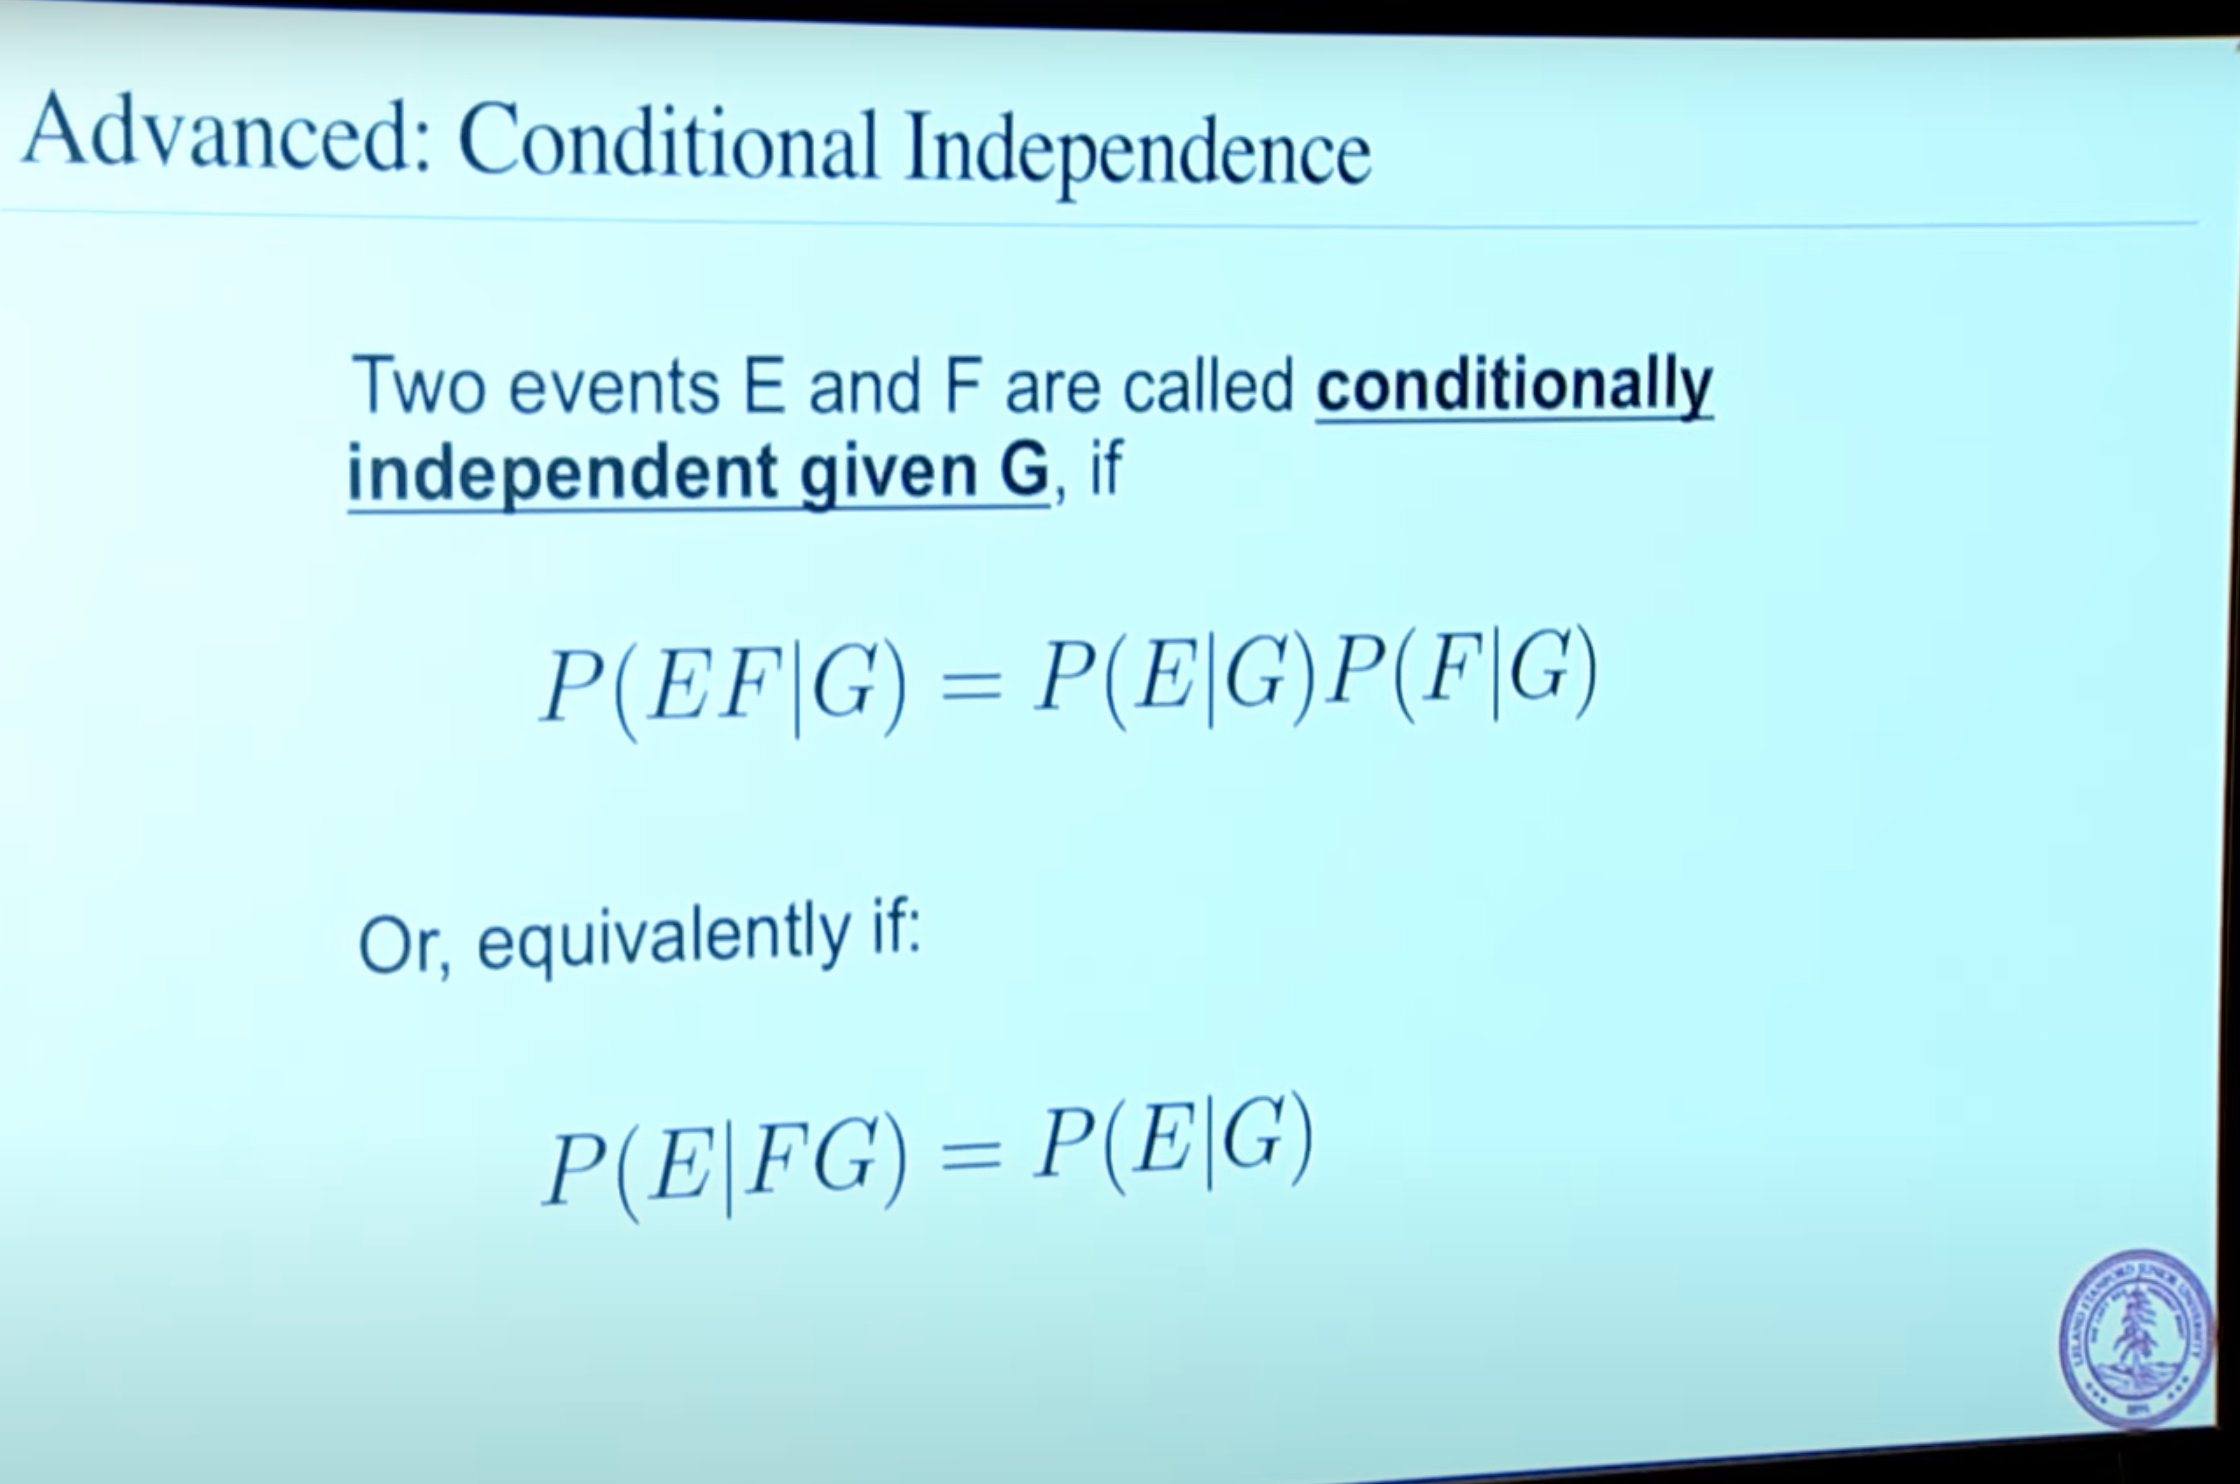 Advanced: Conditional Independence
Two events E and F are called conditionally
independent given G, if
P(EF|G) = P(E|G)P(F|G)
Or, equivalently if:
P(E|FG) = P(E|G)
LELAND STANFORD JUNIOR UNIVERSITY